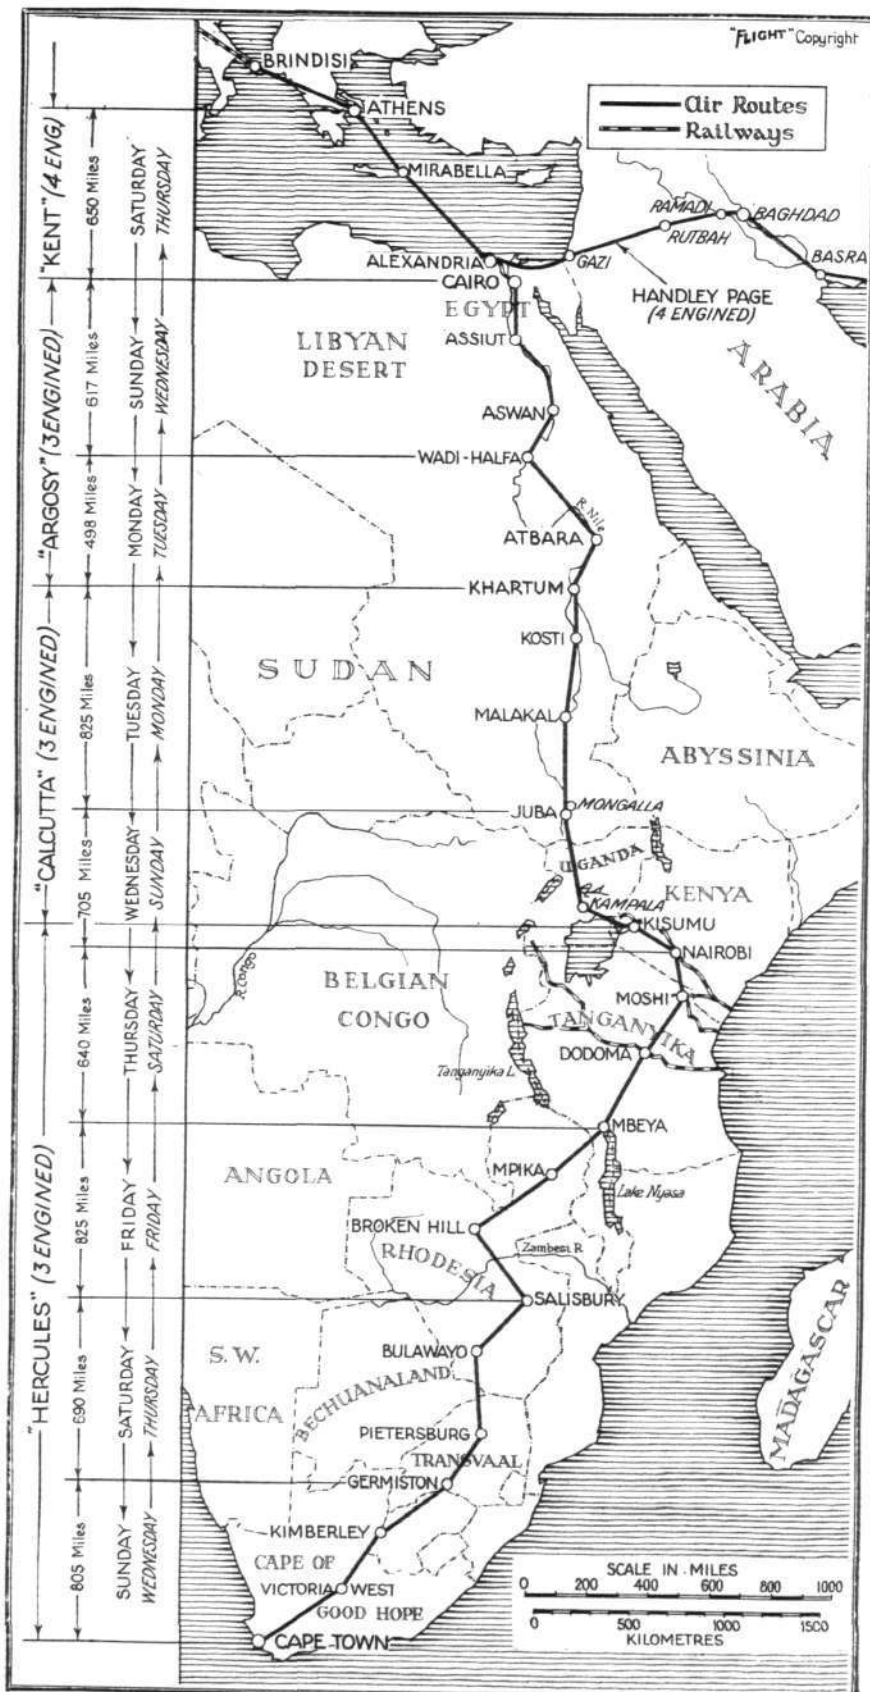 "FLIGHT" Copyright
Air Routes
Railways
BRINDISI
ATHENS
MIRABELLA
ALEXANDRIA
CAIRO
EGYPT
ASSIUT
LIBYAN
DESERT
ASWAN
WADI-HALFA
R. Nile
ATBARA
KHARTUM
KOSTI
SUDAN
MALAKAL
ABYSSINIA
MONGALLA
JUBA
UGANDA
KENYA
KAMPALA
KISUMU
NAIROBI
R. Congo
BELGIAN
CONGO
MOSHI
TANGANYIKA
DODOMA
Tanganyika L.
MBEYA
MPIKA
ANGOLA
Lake Nyasa
BROKEN HILL
Zambesi R.
RHODESIA
SALISBURY
BULAWAYO
S.W.
AFRICA
BECHUANALAND
PIETERSBURG
TRANSVAAL
GERMISTON
KIMBERLEY
CAPE OF
VICTORIA WEST
GOOD HOPE
CAPE TOWN
MADAGASCAR
GAZI
RUTBAH
RAMADI
BAGHDAD
BASRA
HANDLEY PAGE
(4 ENGINED)
ARABIA
"KENT" (4 ENG)
"ARGOSY" (3 ENGINED)
"CALCUTTA" (3 ENGINED)
"HERCULES" (3 ENGINED)
650 Miles
617 Miles
498 Miles
825 Miles
705 Miles
640 Miles
825 Miles
690 Miles
805 Miles
SATURDAY
SUNDAY
MONDAY
TUESDAY
WEDNESDAY
THURSDAY
FRIDAY
SATURDAY
SUNDAY
THURSDAY
WEDNESDAY
TUESDAY
MONDAY
SUNDAY
SATURDAY
FRIDAY
THURSDAY
WEDNESDAY
SCALE IN MILES
0 200 400 600 800 1000
0 500 1000 1500
KILOMETRES